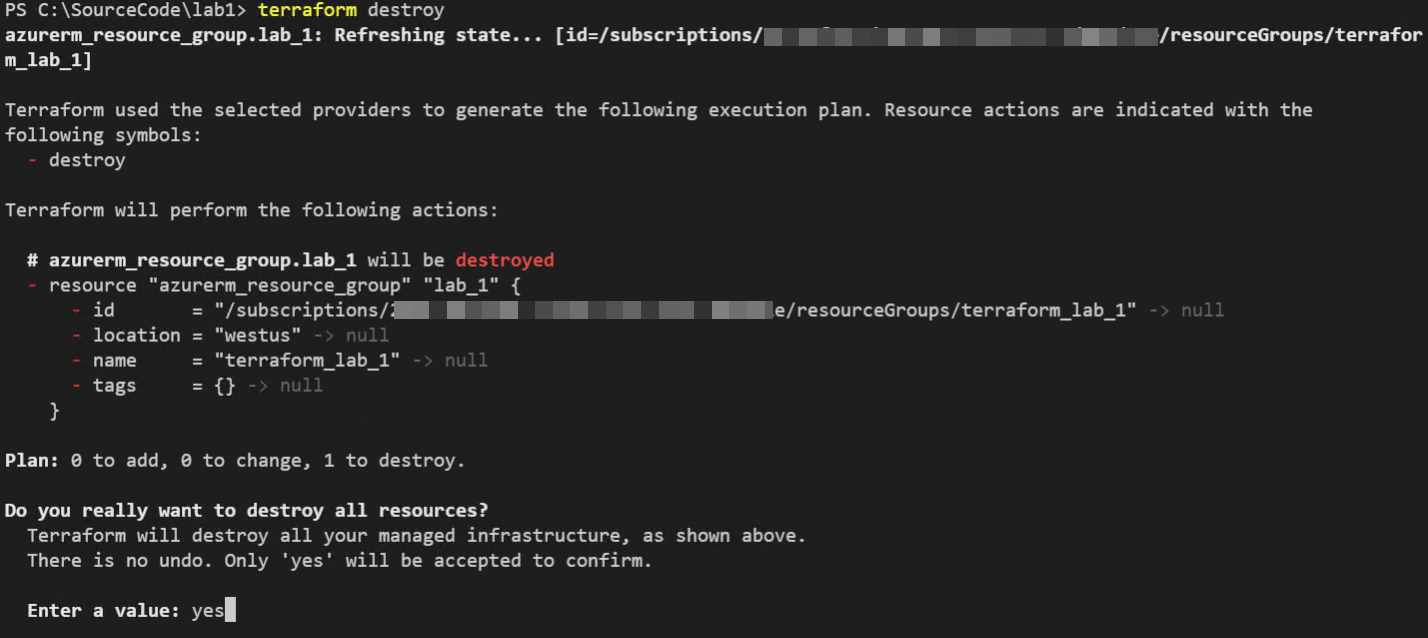 PS C:\SourceCode\lab1> terraform destroy
azurerm_resource_group.lab_1: Refreshing state... [id=/subscriptions/ /resourceGroups/terrafor
m_lab_1]
Terraform used the selected providers to generate the following execution plan. Resource actions are indicated with the
following symbols:
- destroy
Terraform will perform the following actions:
# azurerm_resource_group.lab_1 will be destroyed
- resource "azurerm_resource_group" "lab_1" {
- id = "/subscriptions/ e/resourceGroups/terraform_lab_1" -> null
- location = "westus" -> null
- name = "terraform_lab_1" -> null
- tags = {} -> null
}
Plan: 0 to add, 0 to change, 1 to destroy.
Do you really want to destroy all resources?
Terraform will destroy all your managed infrastructure, as shown above.
There is no undo. Only 'yes' will be accepted to confirm.
Enter a value: yes